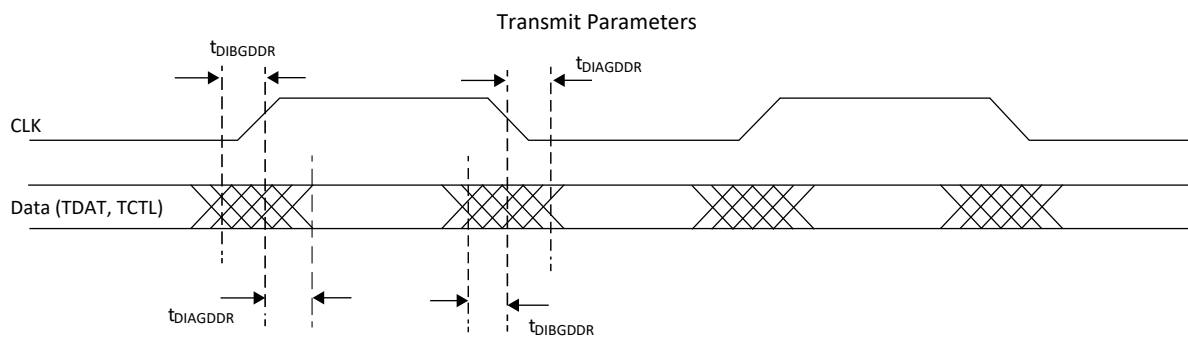 Transmit Parameters
tDIBGDDR
tDIAGDDR
CLK
Data (TDAT, TCTL)
tDIAGDDR
tDIBGDDR